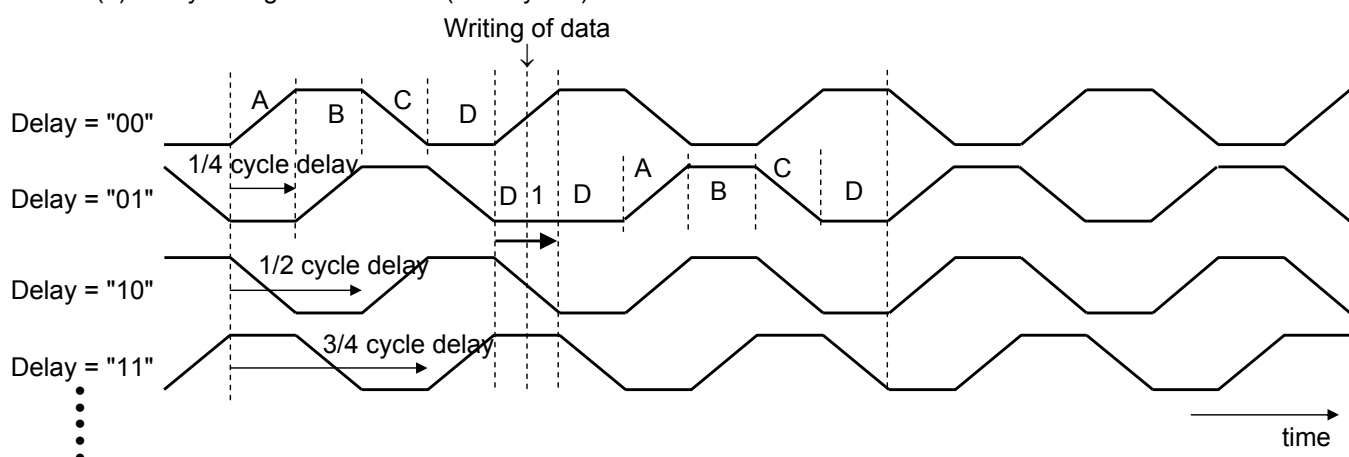 Writing of data
A B C D
Delay = "00"
1/4 cycle delay
Delay = "01"
D 1 D A B C D
1/2 cycle delay
Delay = "10"
3/4 cycle delay
Delay = "11"
time